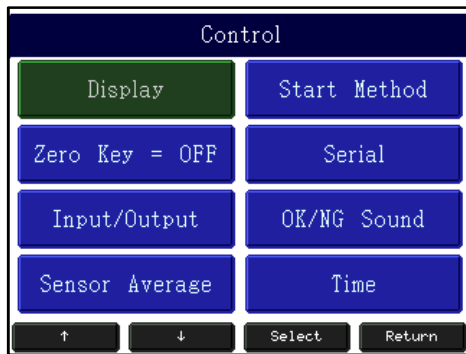 Control
Display
Start Method
Zero Key = OFF
Serial
Input/Output
OK/NG Sound
Sensor Average
Time
↑ ↓ Select Return